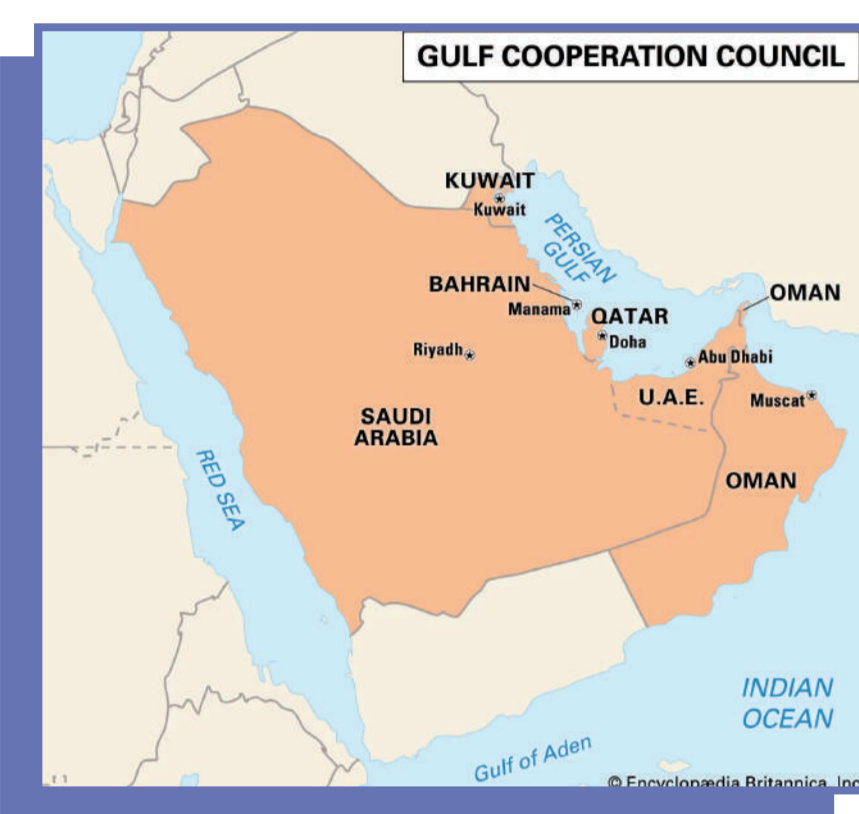 GULF COOPERATION COUNCIL
KUWAIT
Kuwait
PERSIAN
GULF
BAHRAIN
Manama
QATAR
Doha
OMAN
Riyadh
Abu Dhabi
U.A.E.
Muscat
SAUDI
ARABIA
RED SEA
OMAN
INDIAN
OCEAN
Gulf of Aden
© Encyclopædia Britannica, Inc